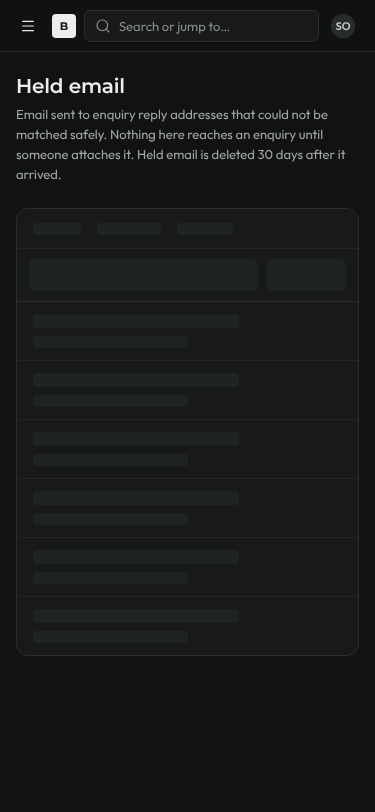 B
Search or jump to…
SO
Held email
Email sent to enquiry reply addresses that could not be
matched safely. Nothing here reaches an enquiry until
someone attaches it. Held email is deleted 30 days after it
arrived.